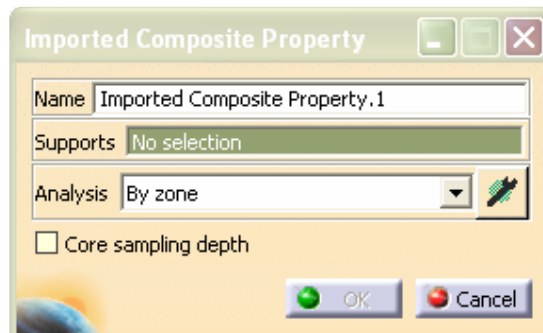 Imported Composite Property
Name Imported Composite Property.1
Supports No selection
Analysis By zone
Core sampling depth
OK Cancel